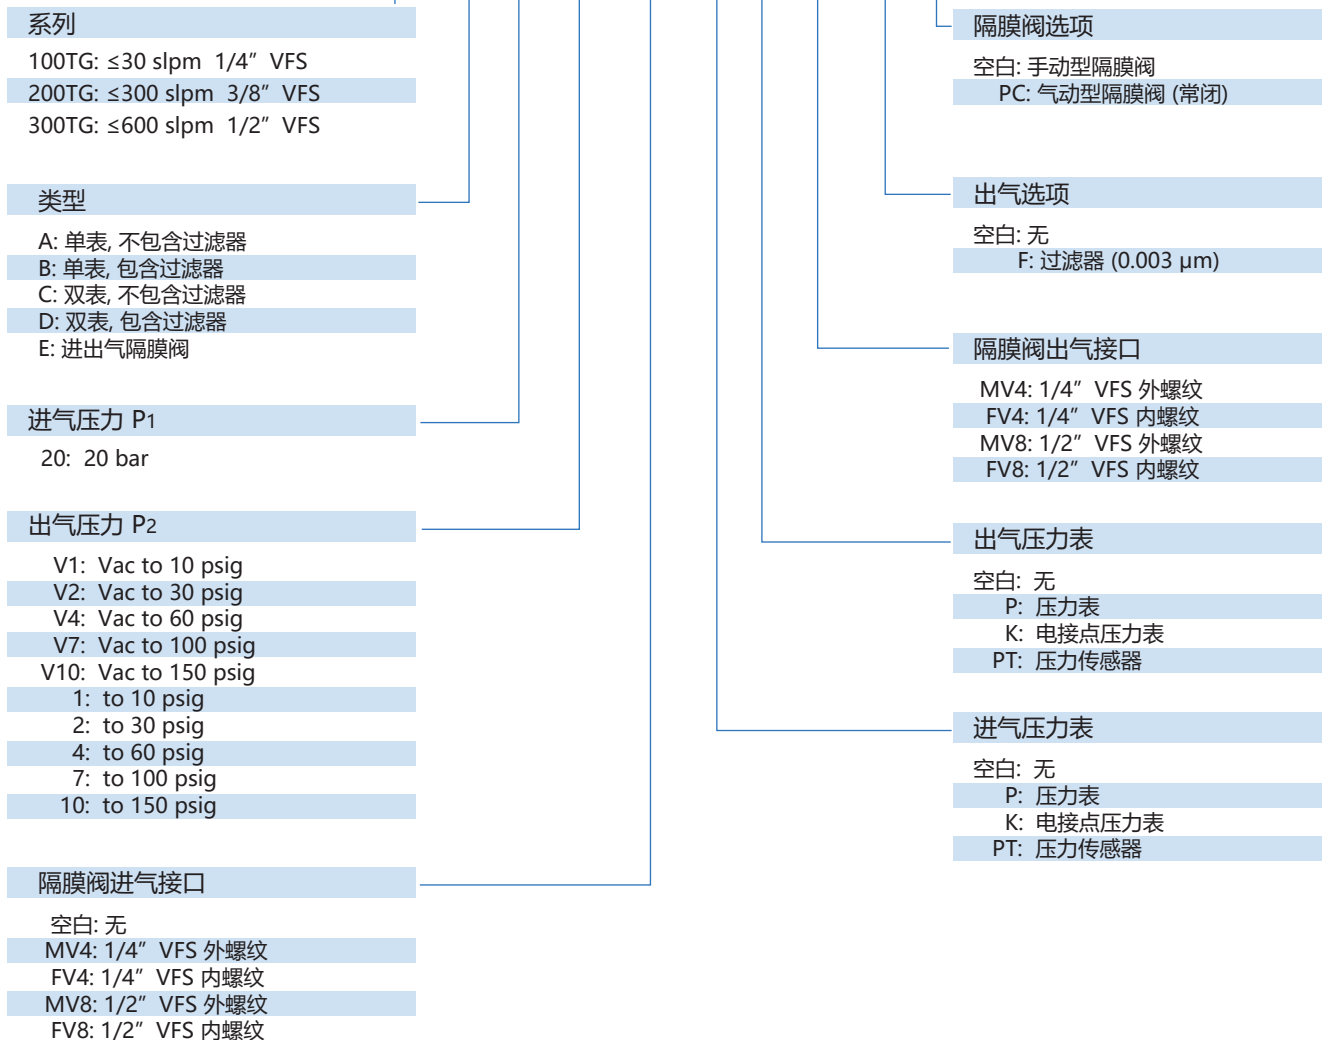 系列
100TG: ≤30 slpm 1/4” VFS
200TG: ≤300 slpm 3/8” VFS
300TG: ≤600 slpm 1/2” VFS
类型
A: 单表, 不包含过滤器
B: 单表, 包含过滤器
C: 双表, 不包含过滤器
D: 双表, 包含过滤器
E: 进出气隔膜阀
进气压力 P1
20: 20 bar
出气压力 P2
V1: Vac to 10 psig
V2: Vac to 30 psig
V4: Vac to 60 psig
V7: Vac to 100 psig
V10: Vac to 150 psig
1: to 10 psig
2: to 30 psig
4: to 60 psig
7: to 100 psig
10: to 150 psig
隔膜阀进气接口
空白: 无
MV4: 1/4” VFS 外螺纹
FV4: 1/4” VFS 内螺纹
MV8: 1/2” VFS 外螺纹
FV8: 1/2” VFS 内螺纹
隔膜阀选项
空白: 手动型隔膜阀
PC: 气动型隔膜阀 (常闭)
出气选项
空白: 无
F: 过滤器 (0.003 μm)
隔膜阀出气接口
MV4: 1/4” VFS 外螺纹
FV4: 1/4” VFS 内螺纹
MV8: 1/2” VFS 外螺纹
FV8: 1/2” VFS 内螺纹
出气压力表
空白: 无
P: 压力表
K: 电接点压力表
PT: 压力传感器
进气压力表
空白: 无
P: 压力表
K: 电接点压力表
PT: 压力传感器